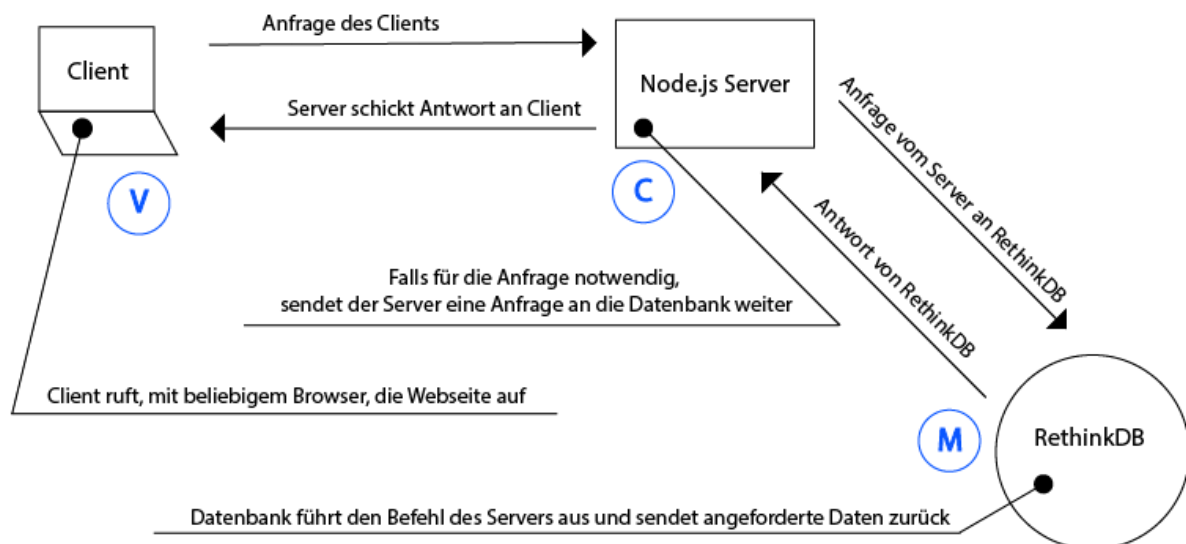 Anfrage des Clients
Client
Node.js Server
Server schickt Antwort an Client
Anfrage vom Server an RethinkDB
V
C
Antwort von RethinkDB
Falls für die Anfrage notwendig,
sendet der Server eine Anfrage an die Datenbank weiter
Client ruft, mit beliebigem Browser, die Webseite auf
M
RethinkDB
Datenbank führt den Befehl des Servers aus und sendet angeforderte Daten zurück